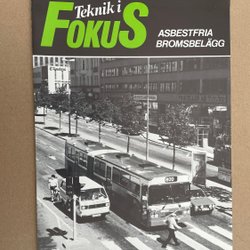 Teknik i
FOKUS
ASBESTFRIA
BROMSBELÄGG